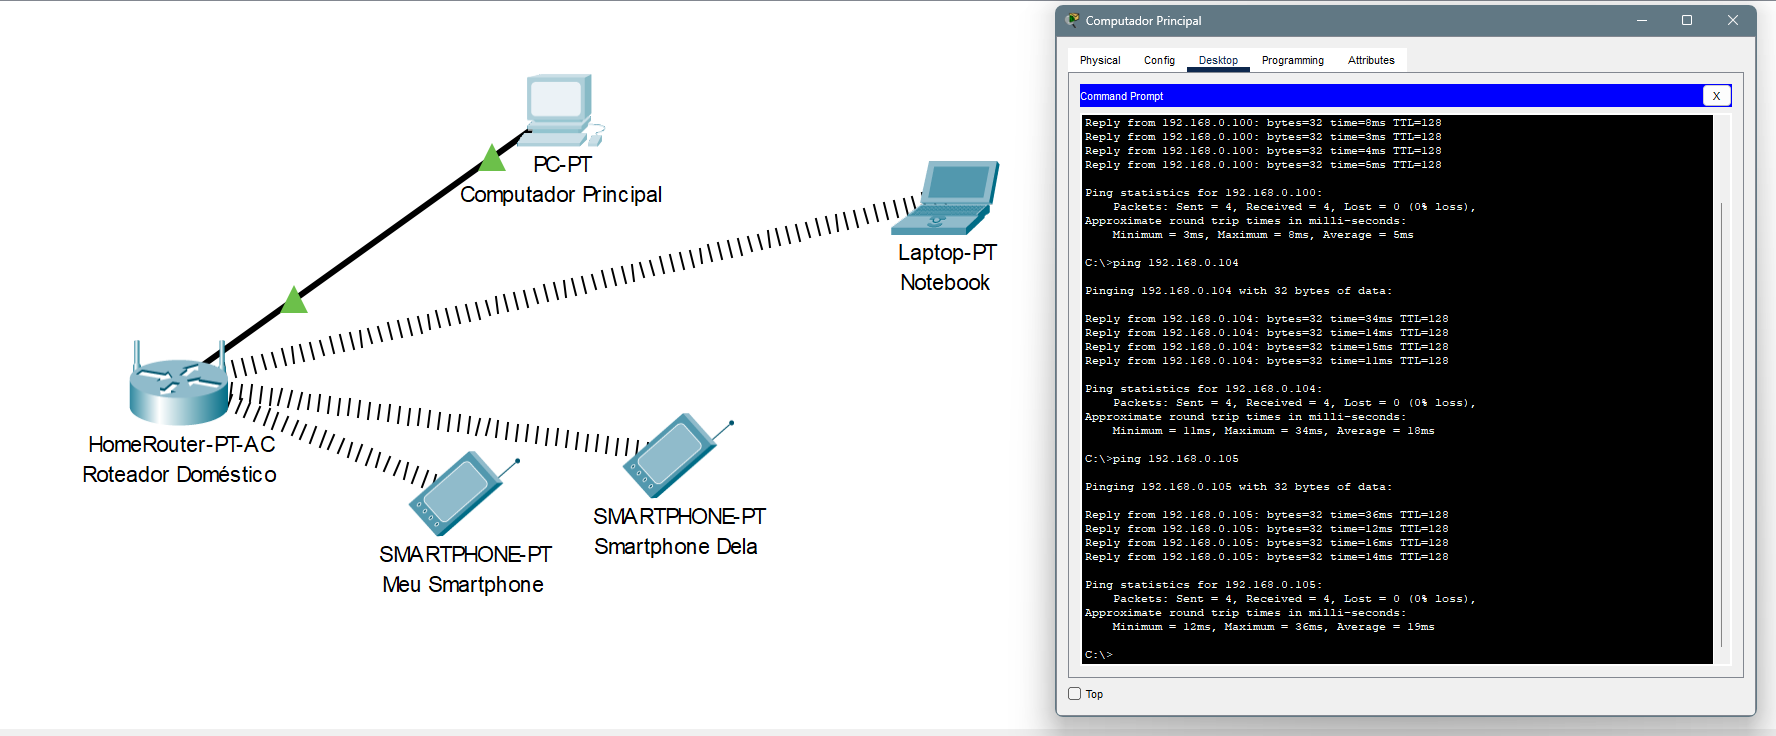 PC-PT
Computador Principal
Laptop-PT
Notebook
HomeRouter-PT-AC
Roteador Doméstico
SMARTPHONE-PT
Smartphone Dela
SMARTPHONE-PT
Meu Smartphone
Computador Principal
Physical Config Desktop Programming Attributes
Command Prompt X
Reply from 192.168.0.100: bytes=32 time=8ms TTL=128
Reply from 192.168.0.100: bytes=32 time=3ms TTL=128
Reply from 192.168.0.100: bytes=32 time=4ms TTL=128
Reply from 192.168.0.100: bytes=32 time=5ms TTL=128
Ping statistics for 192.168.0.100:
Packets: Sent = 4, Received = 4, Lost = 0 (0% loss),
Approximate round trip times in milli-seconds:
Minimum = 3ms, Maximum = 8ms, Average = 5ms
C:\>ping 192.168.0.104
Pinging 192.168.0.104 with 32 bytes of data:
Reply from 192.168.0.104: bytes=32 time=34ms TTL=128
Reply from 192.168.0.104: bytes=32 time=14ms TTL=128
Reply from 192.168.0.104: bytes=32 time=15ms TTL=128
Reply from 192.168.0.104: bytes=32 time=11ms TTL=128
Ping statistics for 192.168.0.104:
Packets: Sent = 4, Received = 4, Lost = 0 (0% loss),
Approximate round trip times in milli-seconds:
Minimum = 11ms, Maximum = 34ms, Average = 18ms
C:\>ping 192.168.0.105
Pinging 192.168.0.105 with 32 bytes of data:
Reply from 192.168.0.105: bytes=32 time=36ms TTL=128
Reply from 192.168.0.105: bytes=32 time=12ms TTL=128
Reply from 192.168.0.105: bytes=32 time=16ms TTL=128
Reply from 192.168.0.105: bytes=32 time=14ms TTL=128
Ping statistics for 192.168.0.105:
Packets: Sent = 4, Received = 4, Lost = 0 (0% loss),
Approximate round trip times in milli-seconds:
Minimum = 12ms, Maximum = 36ms, Average = 19ms
C:\>
Top